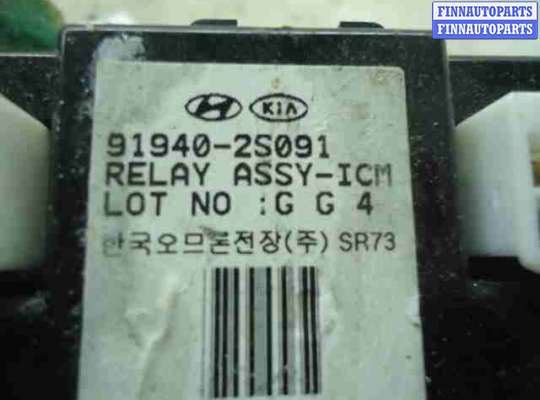 FINNAUTOPARTS
FINNAUTOPARTS
KIA
91940-2S091
RELAY ASSY-ICM
LOT NO :G G 4
한국오므론전장(주) SR73